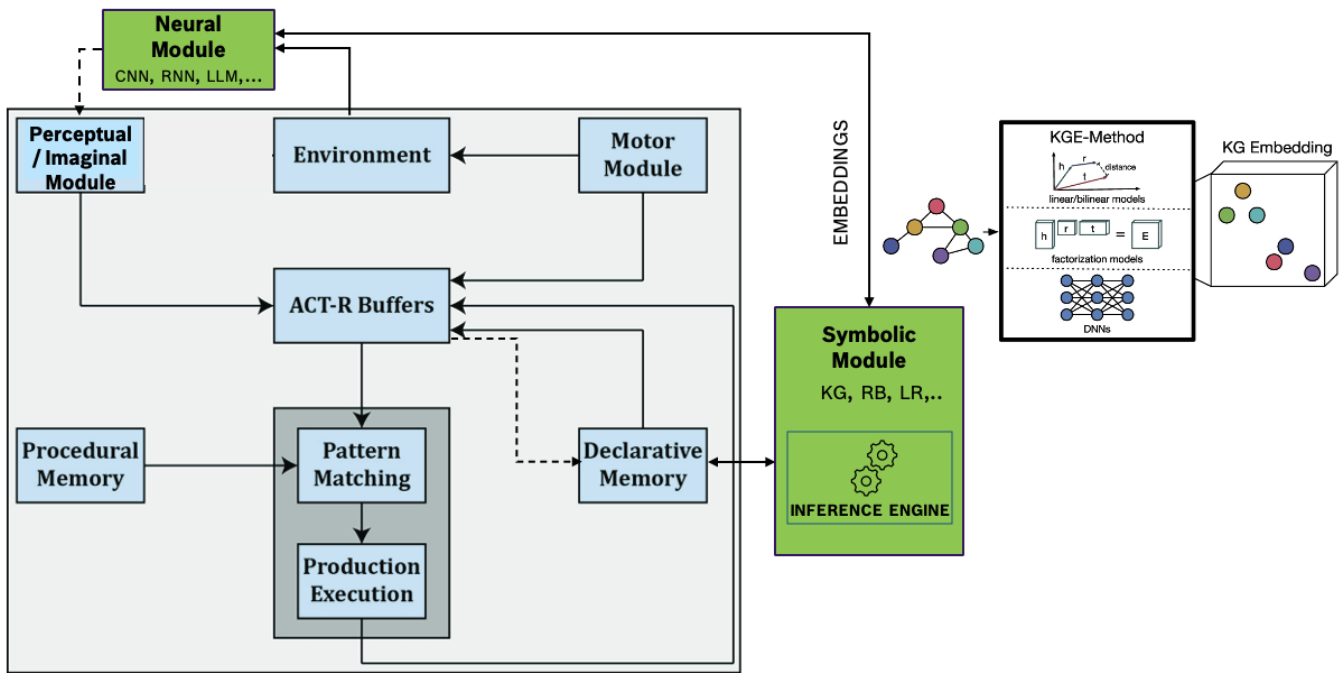 Neural
Module
CNN, RNN, LLM,...
Perceptual
/ Imaginal
Module
Environment
Motor
Module
ACT-R Buffers
Procedural
Memory
Pattern
Matching
Declarative
Memory
Production
Execution
EMBEDDINGS
Symbolic
Module
KG, RB, LR,..
INFERENCE ENGINE
KGE-Method
h
r
t
distance
linear/bilinear models
h r t = E
factorization models
DNNs
KG Embedding